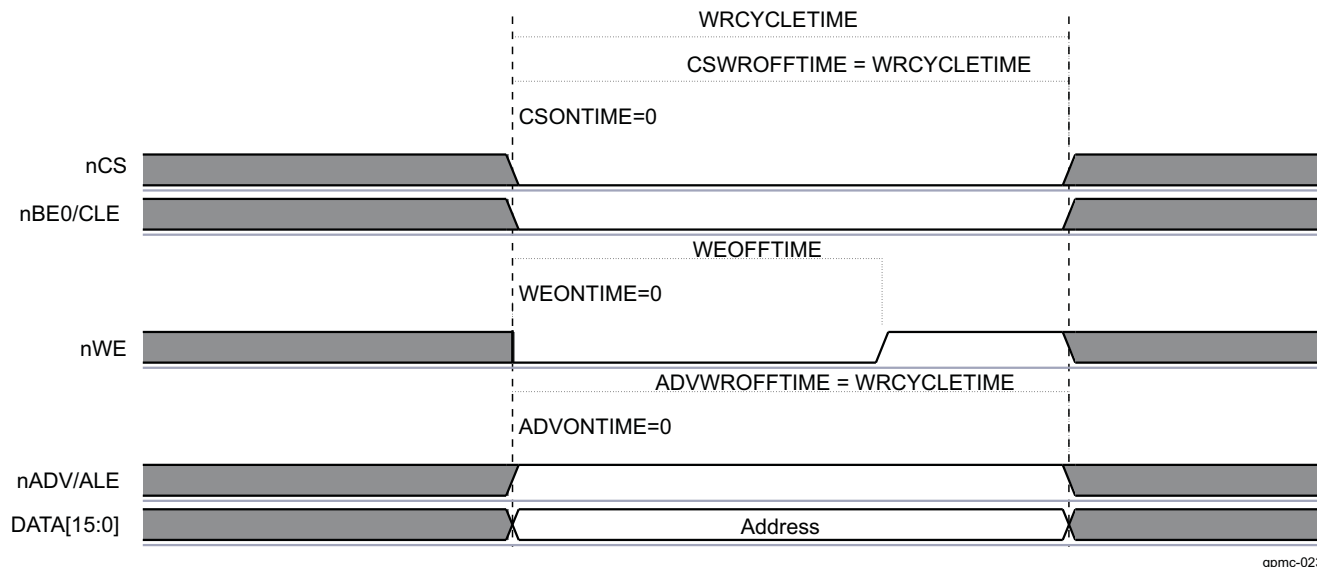 WRCYCLETIME
CSWROFFTIME = WRCYCLETIME
CSONTIME=0
nCS
nBE0/CLE
WEOFFTIME
WEONTIME=0
nWE
ADVWROFFTIME = WRCYCLETIME
ADVONTIME=0
nADV/ALE
DATA[15:0]
Address